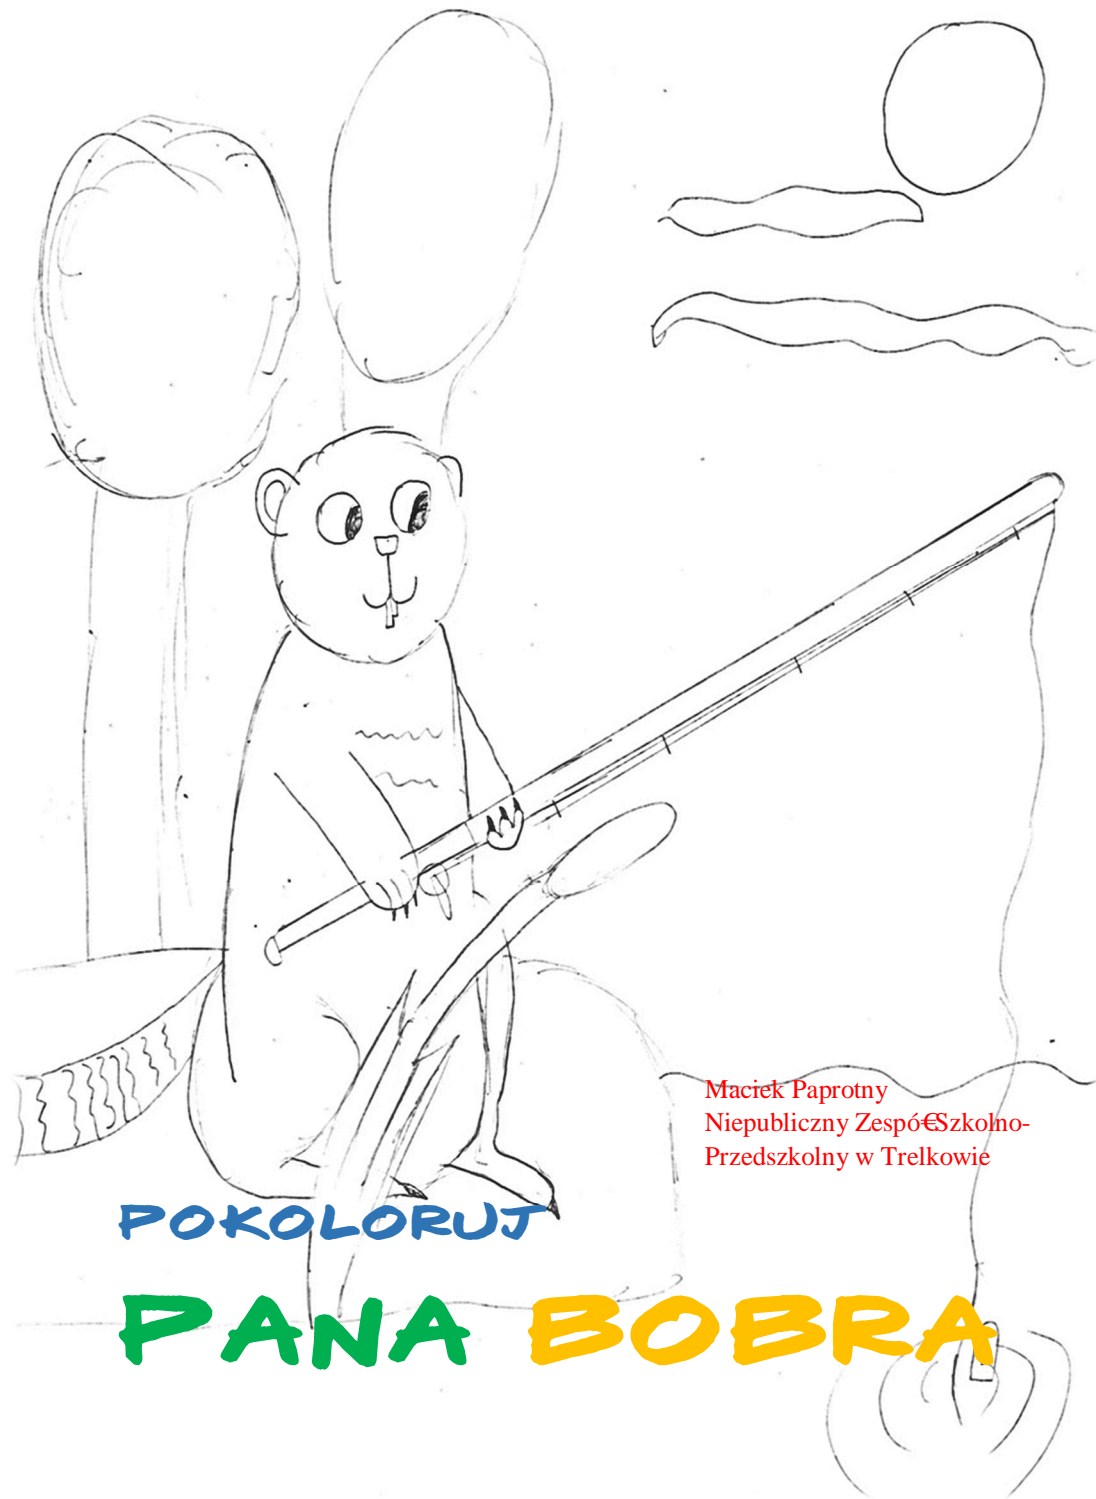 Maciek Paprotny
Niepubliczny Zespó€Szkolno-
Przedszkolny w Trelkowie
POKOLORUJ
PANA BOBRA